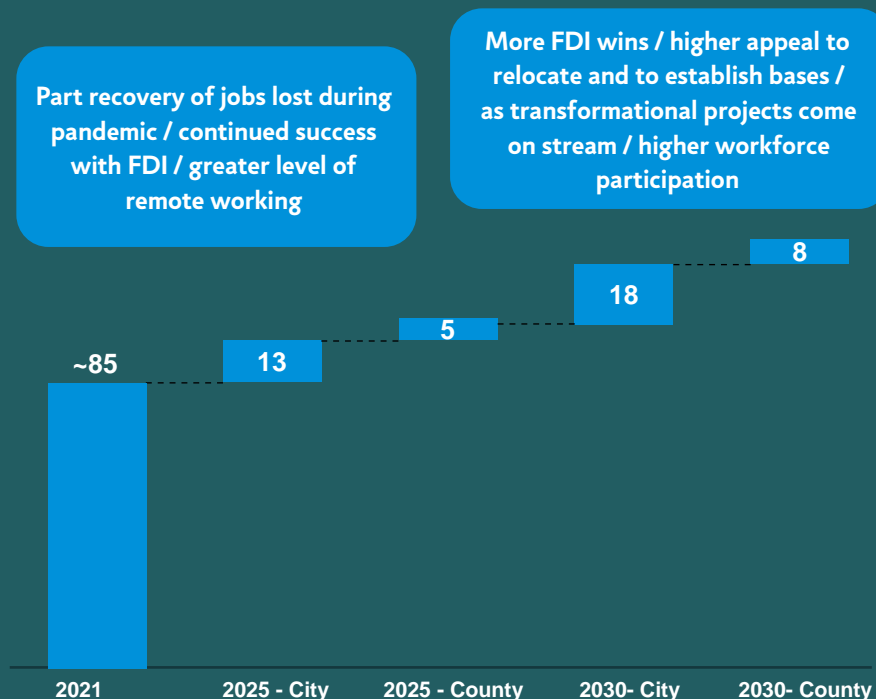 Part recovery of jobs lost during
pandemic / continued success
with FDI / greater level of
remote working
More FDI wins / higher appeal to
relocate and to establish bases /
as transformational projects come
on stream / higher workforce
participation
~85
13
5
18
8
2021
2025 - City
2025 - County
2030- City
2030- County